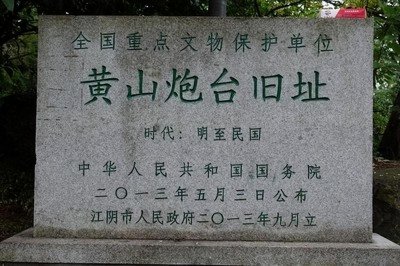 全国重点文物保护单位
黄山炮台旧址
时代：明至民国
中华人民共和国国务院
二〇一三年五月三日公布
江阴市人民政府二〇一三年九月立